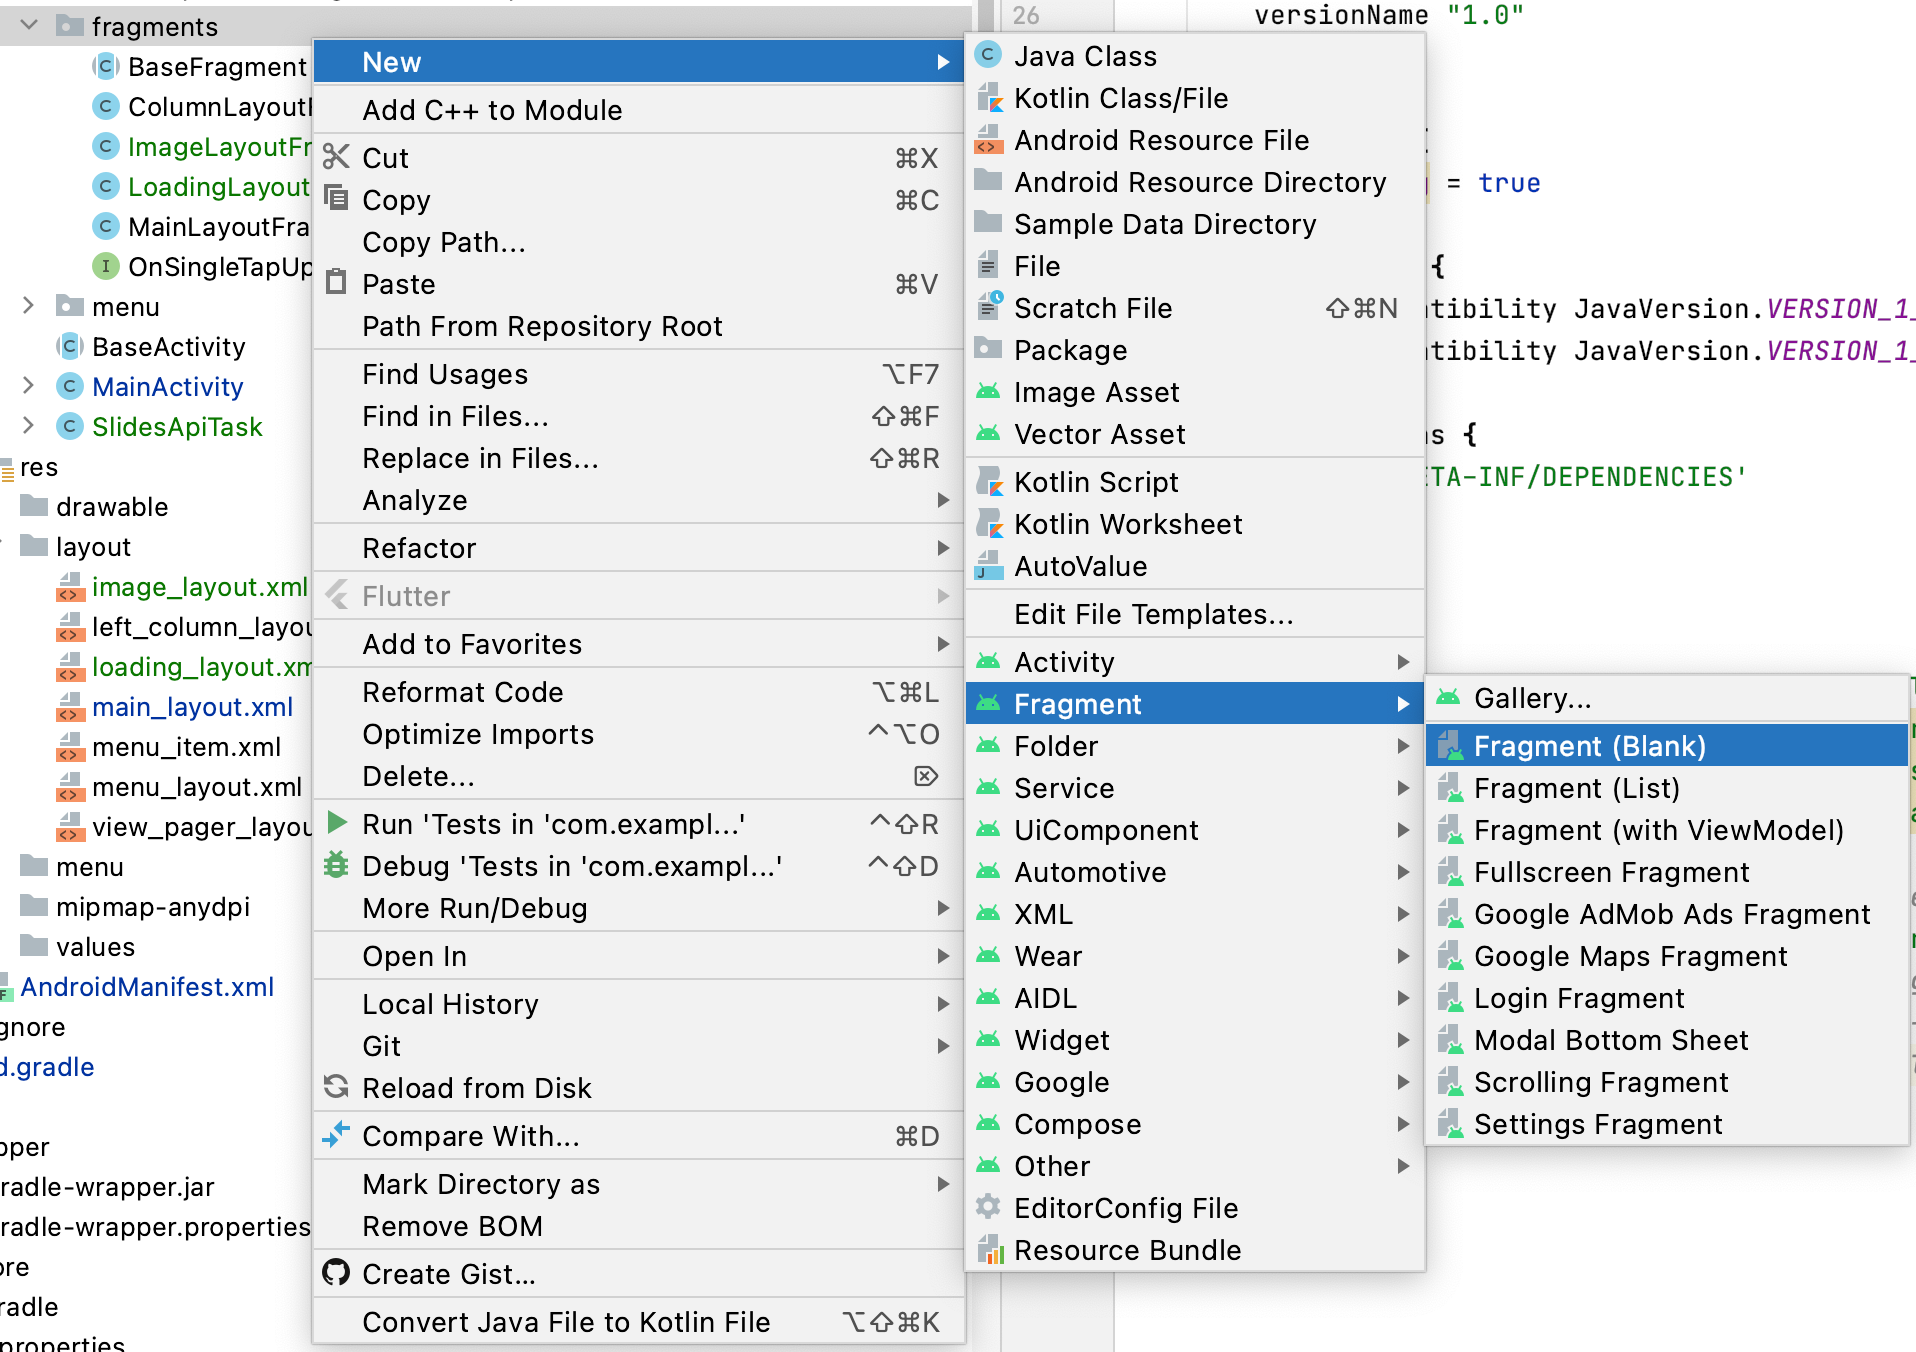 fragments
BaseFragment
ColumnLayout
ImageLayoutFr
LoadingLayout
MainLayoutFra
OnSingleTapUp
menu
BaseActivity
MainActivity
SlidesApiTask
res
drawable
layout
image_layout.xml
left_column_layou
loading_layout.xm
main_layout.xml
menu_item.xml
menu_layout.xml
view_pager_layou
menu
mipmap-anydpi
values
AndroidManifest.xml
gnore
d.gradle
pper
radle-wrapper.jar
radle-wrapper.properties
ore
radle
properties
New
Add C++ to Module
Cut ⌘X
Copy ⌘C
Copy Path...
Paste ⌘V
Path From Repository Root
Find Usages ⌥F7
Find in Files... ⇧⌘F
Replace in Files... ⇧⌘R
Analyze
Refactor
Flutter
Add to Favorites
Reformat Code ⌥⌘L
Optimize Imports ⌃⌥O
Delete... ⌦
Run 'Tests in 'com.exampl...' ⌃⇧R
Debug 'Tests in 'com.exampl...' ⌃⇧D
More Run/Debug
Open In
Local History
Git
Reload from Disk
Compare With... ⌘D
Mark Directory as
Remove BOM
Create Gist...
Convert Java File to Kotlin File ⌥⇧⌘K
Java Class
Kotlin Class/File
Android Resource File
Android Resource Directory
Sample Data Directory
File
Scratch File ⇧⌘N
Package
Image Asset
Vector Asset
Kotlin Script
Kotlin Worksheet
AutoValue
Edit File Templates...
Activity
Fragment
Folder
Service
UiComponent
Automotive
XML
Wear
AIDL
Widget
Google
Compose
Other
EditorConfig File
Resource Bundle
Gallery...
Fragment (Blank)
Fragment (List)
Fragment (with ViewModel)
Fullscreen Fragment
Google AdMob Ads Fragment
Google Maps Fragment
Login Fragment
Modal Bottom Sheet
Scrolling Fragment
Settings Fragment
26
versionName "1.0"
= true
{
tibility JavaVersion.VERSION_1_
tibility JavaVersion.VERSION_1_
s {
ETA-INF/DEPENDENCIES'